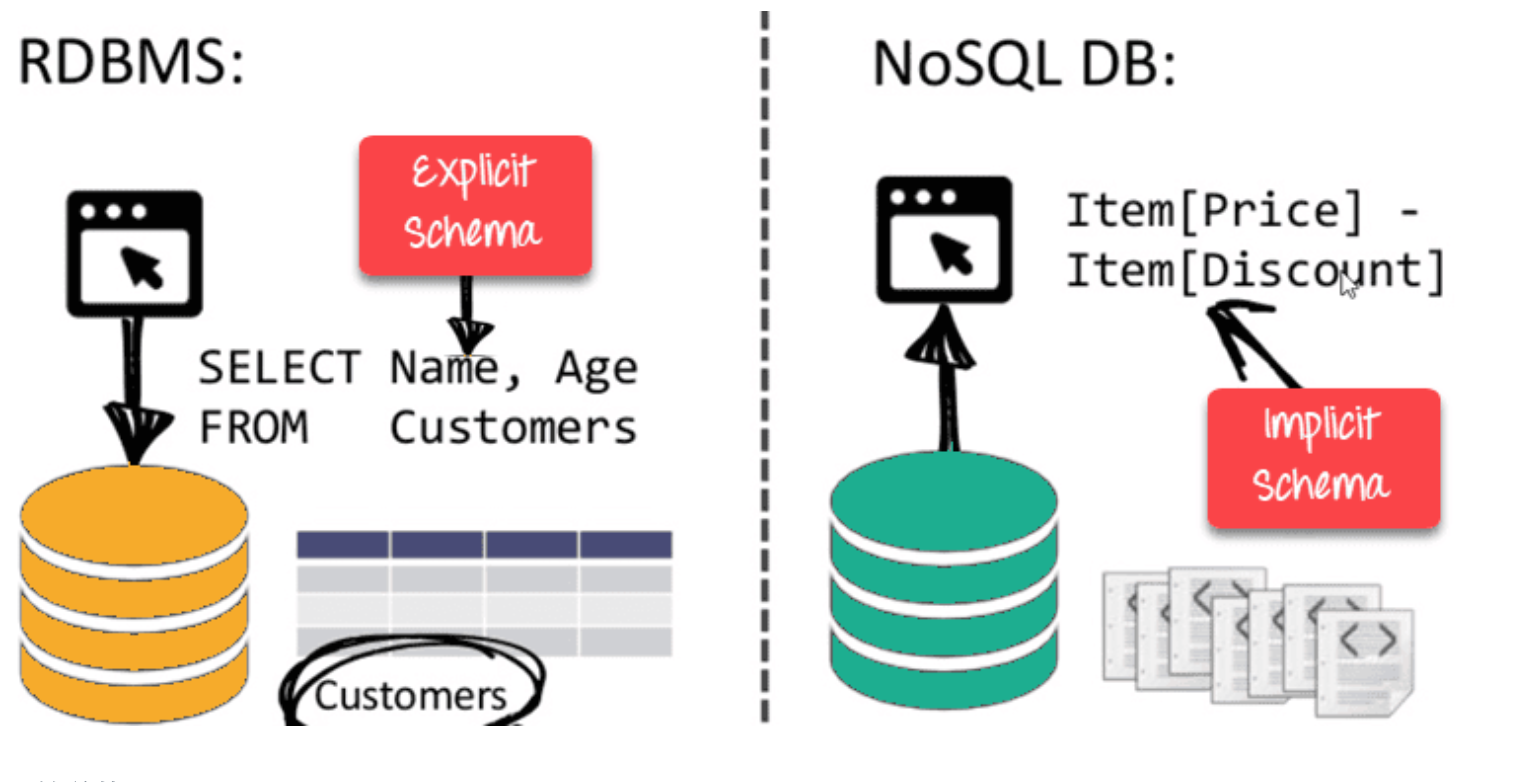 RDBMS:
Explicit
Schema
SELECT Name, Age
FROM Customers
Customers
NoSQL DB:
Item[Price] -
Item[Discount]
Implicit
Schema